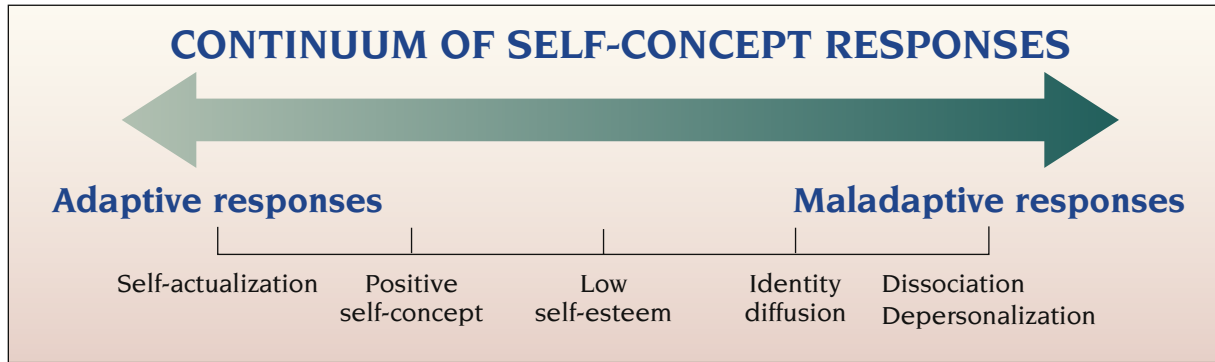 CONTINUUM OF SELF-CONCEPT RESPONSES
Adaptive responses
Maladaptive responses
Self-actualization
Positive
self-concept
Low
self-esteem
Identity
diffusion
Dissociation
Depersonalization